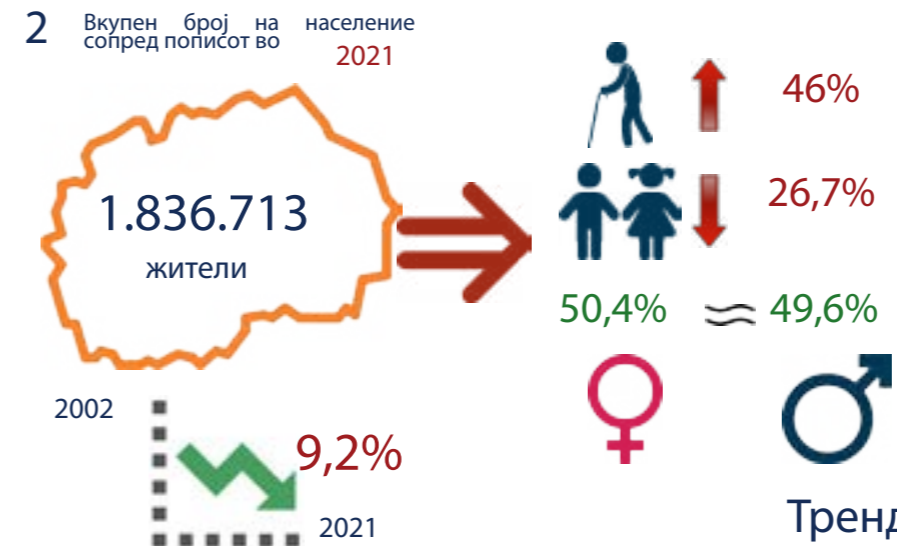 2 Вкупен број на население
сопред пописот во
2021
1.836.713
жители
46%
26,7%
50,4% 49,6%
2002
9,2%
2021
Тренд